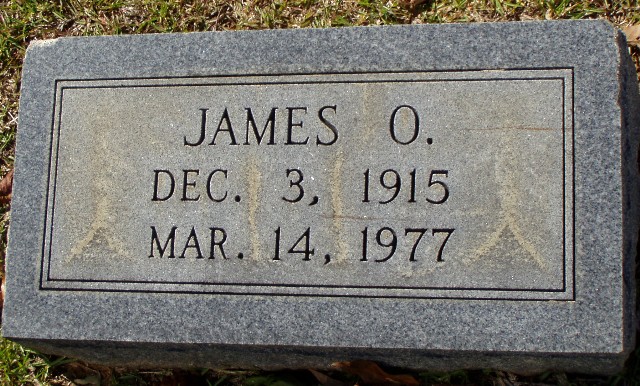 JAMES O.
DEC. 3, 1915
MAR. 14, 1977